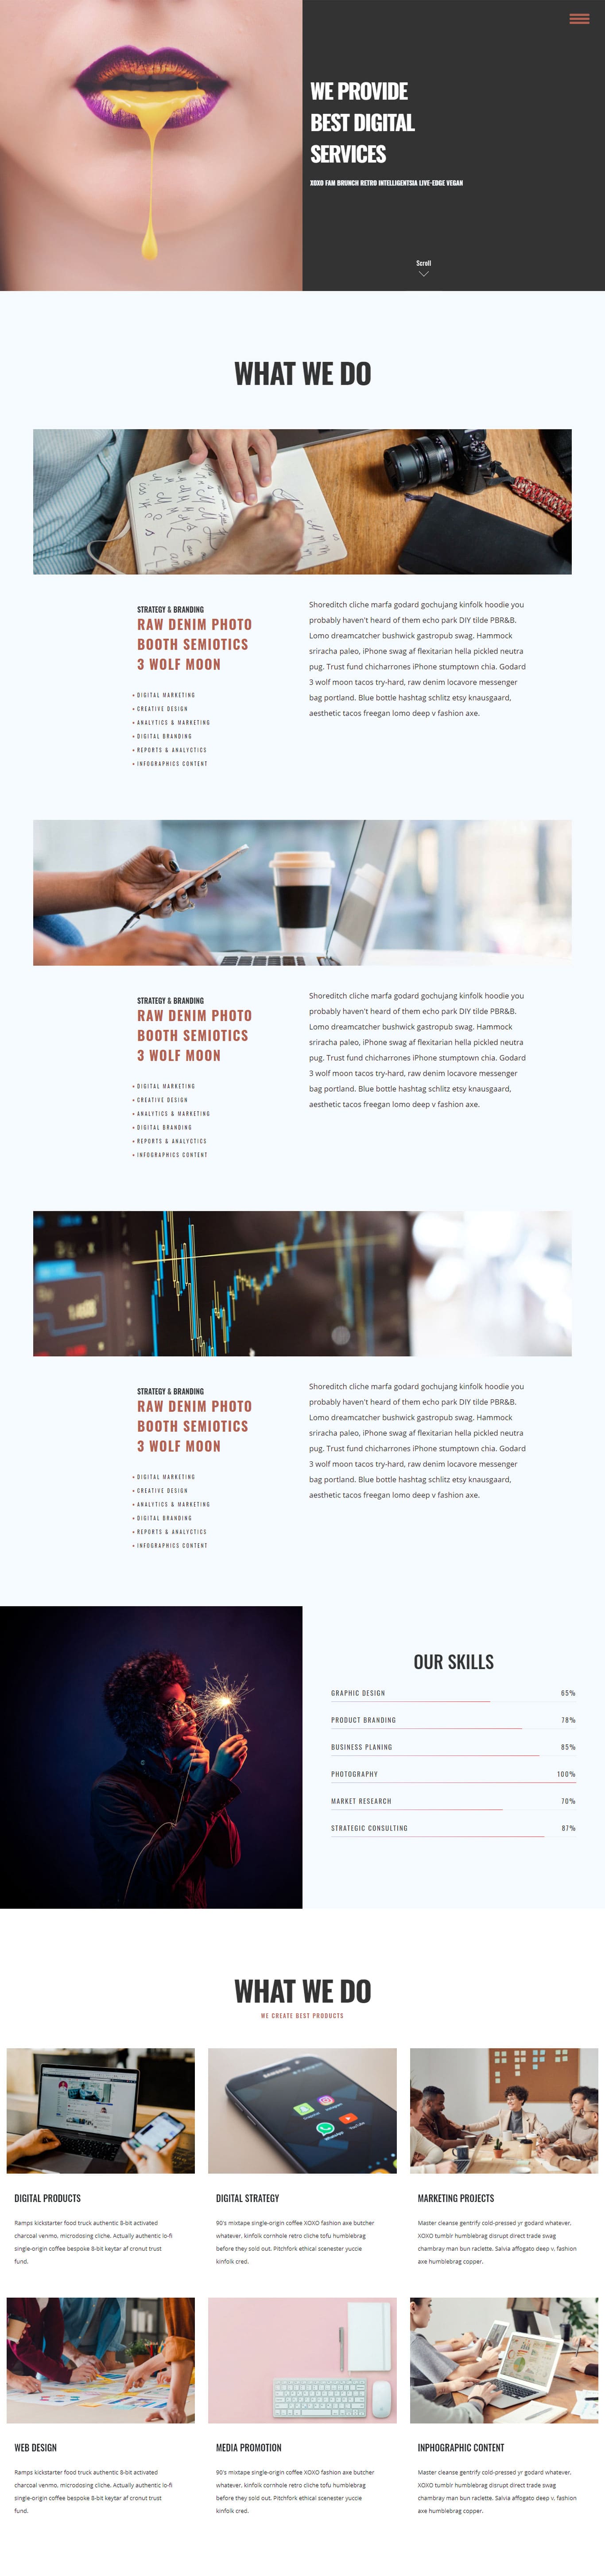 WE PROVIDE
BEST DIGITAL
SERVICES
XOXO FAM BRUNCH RETRO INTELLIGENTSIA LIVE-EDGE VEGAN
Scroll
WHAT WE DO
STRATEGY & BRANDING
RAW DENIM PHOTO
BOOTH SEMIOTICS
3 WOLF MOON
+ DIGITAL MARKETING
+ CREATIVE DESIGN
+ ANALYTICS & MARKETING
+ DIGITAL BRANDING
+ REPORTS & ANALYCTICS
+ INFOGRAPHICS CONTENT
Shoreditch cliche marfa godard gochujang kinfolk hoodie you
probably haven't heard of them echo park DIY tilde PBR&B.
Lomo dreamcatcher bushwick gastropub swag. Hammock
sriracha paleo, iPhone swag af flexitarian hella pickled neutra
pug. Trust fund chicharrones iPhone stumptown chia. Godard
3 wolf moon tacos try-hard, raw denim locavore messenger
bag portland. Blue bottle hashtag schlitz etsy knausgaard,
aesthetic tacos freegan lomo deep v fashion axe.
STRATEGY & BRANDING
RAW DENIM PHOTO
BOOTH SEMIOTICS
3 WOLF MOON
+ DIGITAL MARKETING
+ CREATIVE DESIGN
+ ANALYTICS & MARKETING
+ DIGITAL BRANDING
+ REPORTS & ANALYCTICS
+ INFOGRAPHICS CONTENT
Shoreditch cliche marfa godard gochujang kinfolk hoodie you
probably haven't heard of them echo park DIY tilde PBR&B.
Lomo dreamcatcher bushwick gastropub swag. Hammock
sriracha paleo, iPhone swag af flexitarian hella pickled neutra
pug. Trust fund chicharrones iPhone stumptown chia. Godard
3 wolf moon tacos try-hard, raw denim locavore messenger
bag portland. Blue bottle hashtag schlitz etsy knausgaard,
aesthetic tacos freegan lomo deep v fashion axe.
STRATEGY & BRANDING
RAW DENIM PHOTO
BOOTH SEMIOTICS
3 WOLF MOON
+ DIGITAL MARKETING
+ CREATIVE DESIGN
+ ANALYTICS & MARKETING
+ DIGITAL BRANDING
+ REPORTS & ANALYCTICS
+ INFOGRAPHICS CONTENT
Shoreditch cliche marfa godard gochujang kinfolk hoodie you
probably haven't heard of them echo park DIY tilde PBR&B.
Lomo dreamcatcher bushwick gastropub swag. Hammock
sriracha paleo, iPhone swag af flexitarian hella pickled neutra
pug. Trust fund chicharrones iPhone stumptown chia. Godard
3 wolf moon tacos try-hard, raw denim locavore messenger
bag portland. Blue bottle hashtag schlitz etsy knausgaard,
aesthetic tacos freegan lomo deep v fashion axe.
OUR SKILLS
GRAPHIC DESIGN 65%
PRODUCT BRANDING 78%
BUSINESS PLANING 85%
PHOTOGRAPHY 100%
MARKET RESEARCH 70%
STRATEGIC CONSULTING 87%
WHAT WE DO
WE CREATE BEST PRODUCTS
SAMSUNG
DIGITAL PRODUCTS
Ramps kickstarter food truck authentic 8-bit activated
charcoal venmo, microdosing cliche. Actually authentic lo-fi
single-origin coffee bespoke 8-bit keytar af cronut trust
fund.
DIGITAL STRATEGY
90's mixtape single-origin coffee XOXO fashion axe butcher
whatever, kinfolk cornhole retro cliche tofu humblebrag
before they sold out. Pitchfork ethical scenester yuccie
kinfolk cred.
MARKETING PROJECTS
Master cleanse gentrify cold-pressed yr godard whatever.
XOXO tumblr humblebrag disrupt direct trade swag
chambray man bun raclette. Salvia affogato deep v, fashion
axe humblebrag copper.
WEB DESIGN
Ramps kickstarter food truck authentic 8-bit activated
charcoal venmo, microdosing cliche. Actually authentic lo-fi
single-origin coffee bespoke 8-bit keytar af cronut trust
fund.
MEDIA PROMOTION
90's mixtape single-origin coffee XOXO fashion axe butcher
whatever, kinfolk cornhole retro cliche tofu humblebrag
before they sold out. Pitchfork ethical scenester yuccie
kinfolk cred.
INPHOGRAPHIC CONTENT
Master cleanse gentrify cold-pressed yr godard whatever.
XOXO tumblr humblebrag disrupt direct trade swag
chambray man bun raclette. Salvia affogato deep v, fashion
axe humblebrag copper.